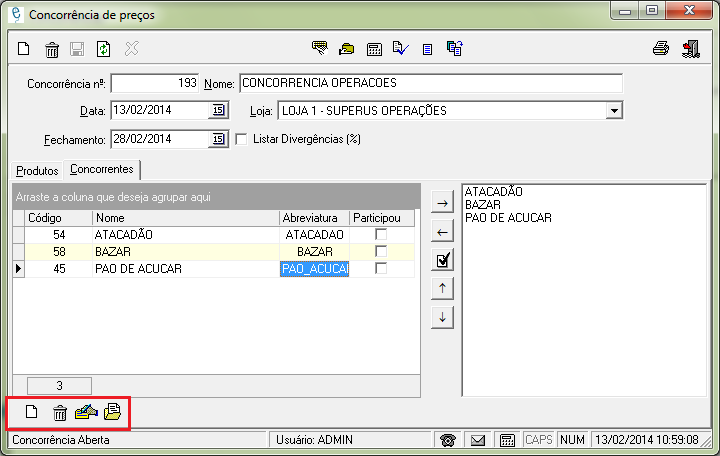 Concorrência de preços
Concorrência nº: 193 Nome: CONCORRENCIA OPERACOES
Data: 13/02/2014 15 Loja: LOJA 1 - SUPERUS OPERAÇÕES
Fechamento: 28/02/2014 15 Listar Divergências (%)
Produtos Concorrentes
Arraste a coluna que deseja agrupar aqui
Código Nome Abreviatura Participou
54 ATACADÃO ATACADAO
58 BAZAR BAZAR
45 PAO DE ACUCAR PAO_ACUCAI
3
ATACADÃO
BAZAR
PAO DE ACUCAR
Concorrência Aberta Usuário: ADMIN CAPS NUM 13/02/2014 10:59:08